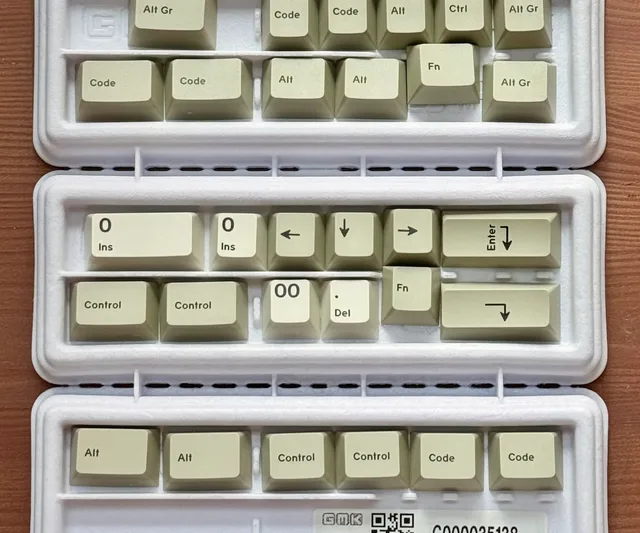 Alt Gr
Code
Code
Alt
Ctrl
Alt Gr
Code
Code
Alt
Alt
Fn
Alt Gr
0
Ins
0
Ins
←
↓
→
Enter
Control
Control
00
.
Del
Fn
Alt
Alt
Control
Control
Code
Code
GMK